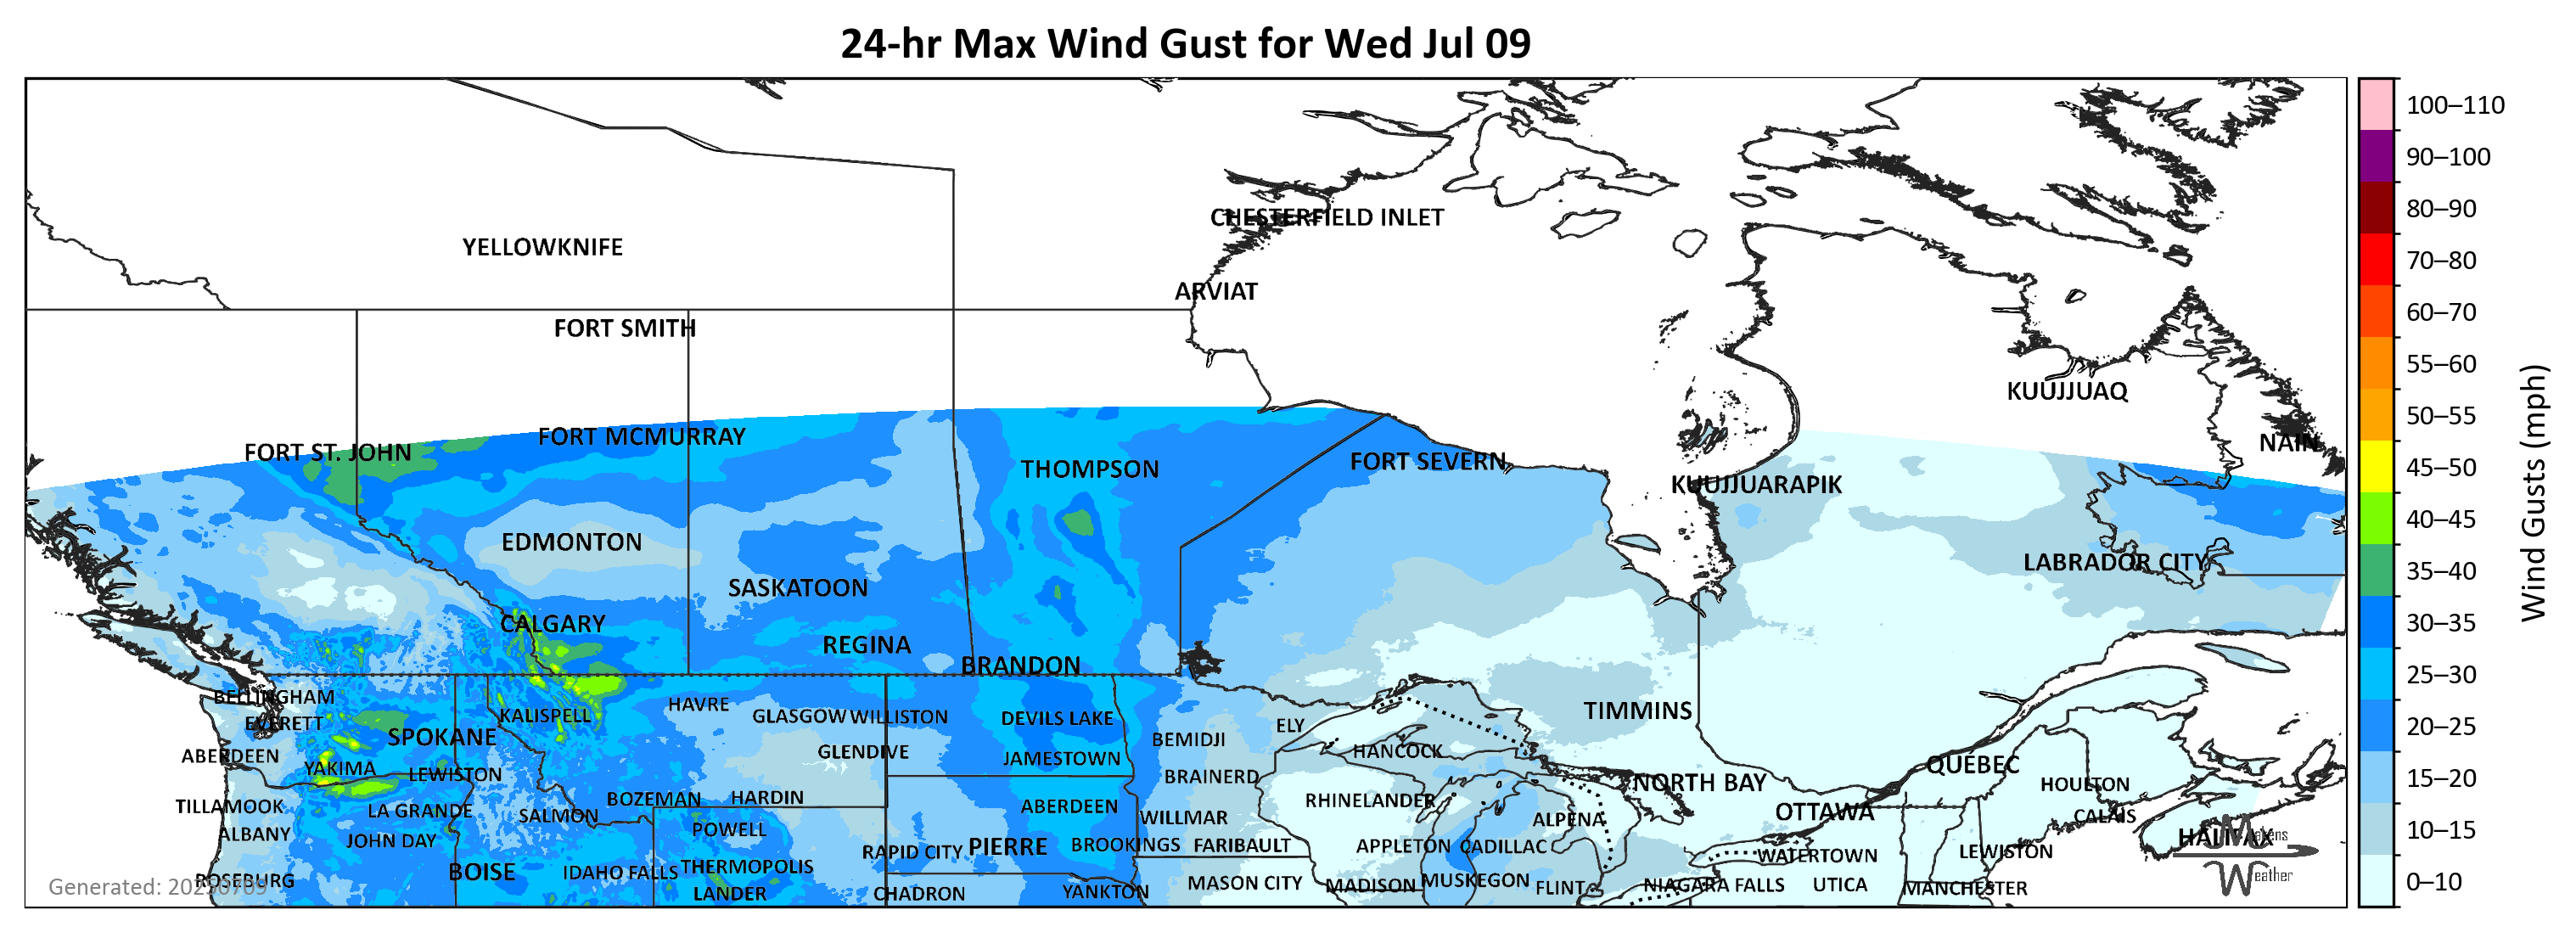 24-hr Max Wind Gust for Wed Jul 09
100–110
90–100
80–90
70–80
60–70
55–60
50–55
45–50
40–45
35–40
30–35
25–30
20–25
15–20
10–15
0–10
Wind Gusts (mph)
CHESTERFIELD INLET
YELLOWKNIFE
ARVIAT
FORT SMITH
KUUJJUAQ
FORT MCMURRAY
NAIN
FORT ST. JOHN
FORT SEVERN
THOMPSON
KUUJJUARAPIK
EDMONTON
LABRADOR CITY
SASKATOON
CALGARY
REGINA
BRANDON
BELLINGHAM
HAVRE
TIMMINS
KALISPELL
GLASGOW
WILLISTON
DEVILS LAKE
EVERETT
ELY
SPOKANE
BEMIDJI
HANCOCK
GLENDIVE
ABERDEEN
JAMESTOWN
QUEBEC
YAKIMA
LEWISTON
BRAINERD
NORTH BAY
HOULTON
BOZEMAN
HARDIN
RHINELANDER
TILLAMOOK
LA GRANDE
ABERDEEN
OTTAWA
SALMON
WILLMAR
CALAIS
ALPENA
POWELL
ALBANY
HALIFAX
Makens
JOHN DAY
PIERRE
BROOKINGS
FARIBAULT
APPLETON
CADILLAC
RAPID CITY
LEWISTON
WATERTOWN
THERMOPOLIS
BOISE
IDAHO FALLS
Weather
ROSEBURG
MUSKEGON
MASON CITY
MADISON
NIAGARA FALLS
UTICA
Generated: 20250709
FLINT
MANCHESTER
LANDER
CHADRON
YANKTON